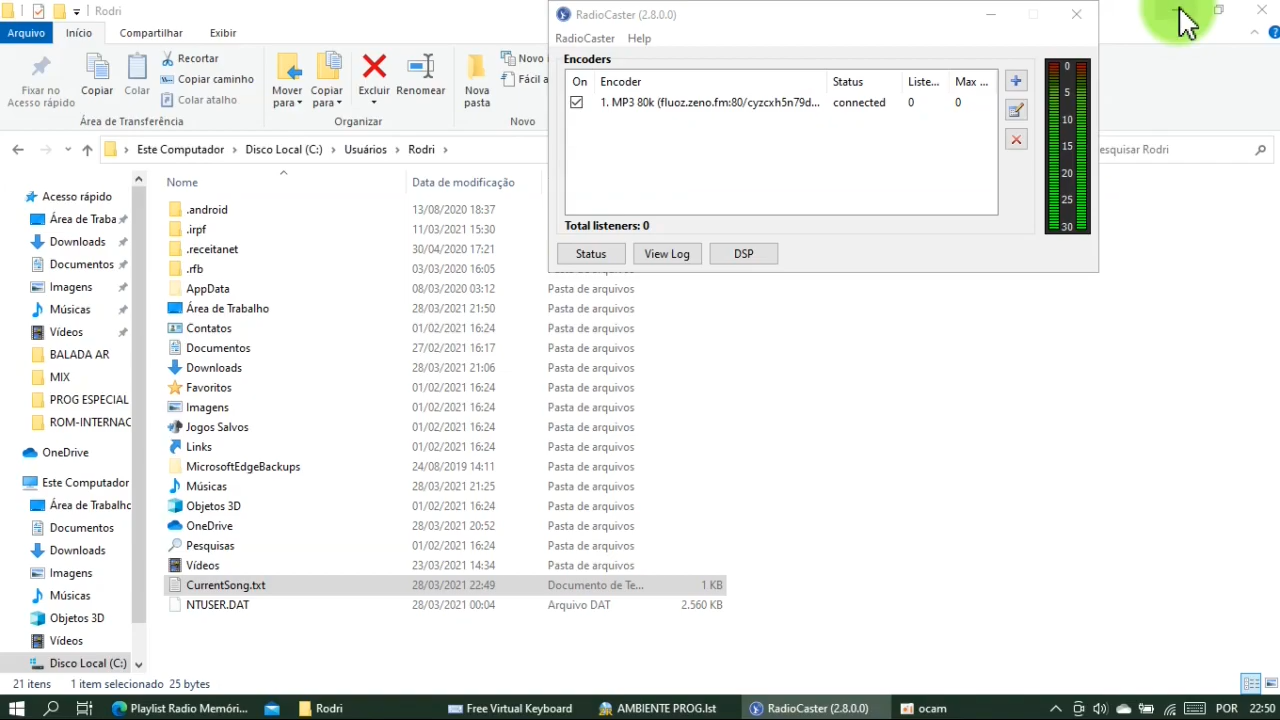 Rodri
Arquivo Início Compartilhar Exibir
Fixar no
Acesso rápido
Copiar
Colar
Recortar
Copiar caminho
Colar atalho
Área de Transferência
Mover
para
Copiar
para
Excluir
Renomear
Organizar
Nova
pasta
Novo
Fácil a
Novo
Este Computador Disco Local (C:) Usuários Rodri
esquisar Rodri
RadioCaster (2.8.0.0)
RadioCaster Help
Encoders
On Encoder Status Liste... Max ...
1. MP3 80k (fluoz.zeno.fm:80/cyzcxh5n79d... connected 0 0
Total listeners: 0
Status View Log DSP
0
5
10
15
20
25
30
Acesso rápido
Área de Traba
Downloads
Documentos
Imagens
Músicas
Vídeos
BALADA AR
MIX
PROG ESPECIAL
ROM-INTERNAC
OneDrive
Este Computador
Área de Trabalho
Documentos
Downloads
Imagens
Músicas
Objetos 3D
Vídeos
Disco Local (C:)
Nome Data de modificação
.android 13/08/2020 18:37
.irpf 11/03/2021 15:30
.receitanet 30/04/2020 17:21
.rfb 03/03/2020 16:05
AppData 08/03/2020 03:12 Pasta de arquivos
Área de Trabalho 28/03/2021 21:50 Pasta de arquivos
Contatos 01/02/2021 16:24 Pasta de arquivos
Documentos 27/02/2021 16:17 Pasta de arquivos
Downloads 28/03/2021 21:06 Pasta de arquivos
Favoritos 01/02/2021 16:24 Pasta de arquivos
Imagens 01/02/2021 16:24 Pasta de arquivos
Jogos Salvos 01/02/2021 16:24 Pasta de arquivos
Links 01/02/2021 16:24 Pasta de arquivos
MicrosoftEdgeBackups 24/08/2019 14:11 Pasta de arquivos
Músicas 28/03/2021 21:25 Pasta de arquivos
Objetos 3D 01/02/2021 16:24 Pasta de arquivos
OneDrive 28/03/2021 20:52 Pasta de arquivos
Pesquisas 01/02/2021 16:24 Pasta de arquivos
Vídeos 23/03/2021 14:34 Pasta de arquivos
CurrentSong.txt 28/03/2021 22:49 Documento de Te... 1 KB
NTUSER.DAT 28/03/2021 00:04 Arquivo DAT 2.560 KB
21 itens 1 item selecionado 25 bytes
Playlist Radio Memóri... Rodri Free Virtual Keyboard AMBIENTE PROG.lst RadioCaster (2.8.0.0) ocam POR 22:50